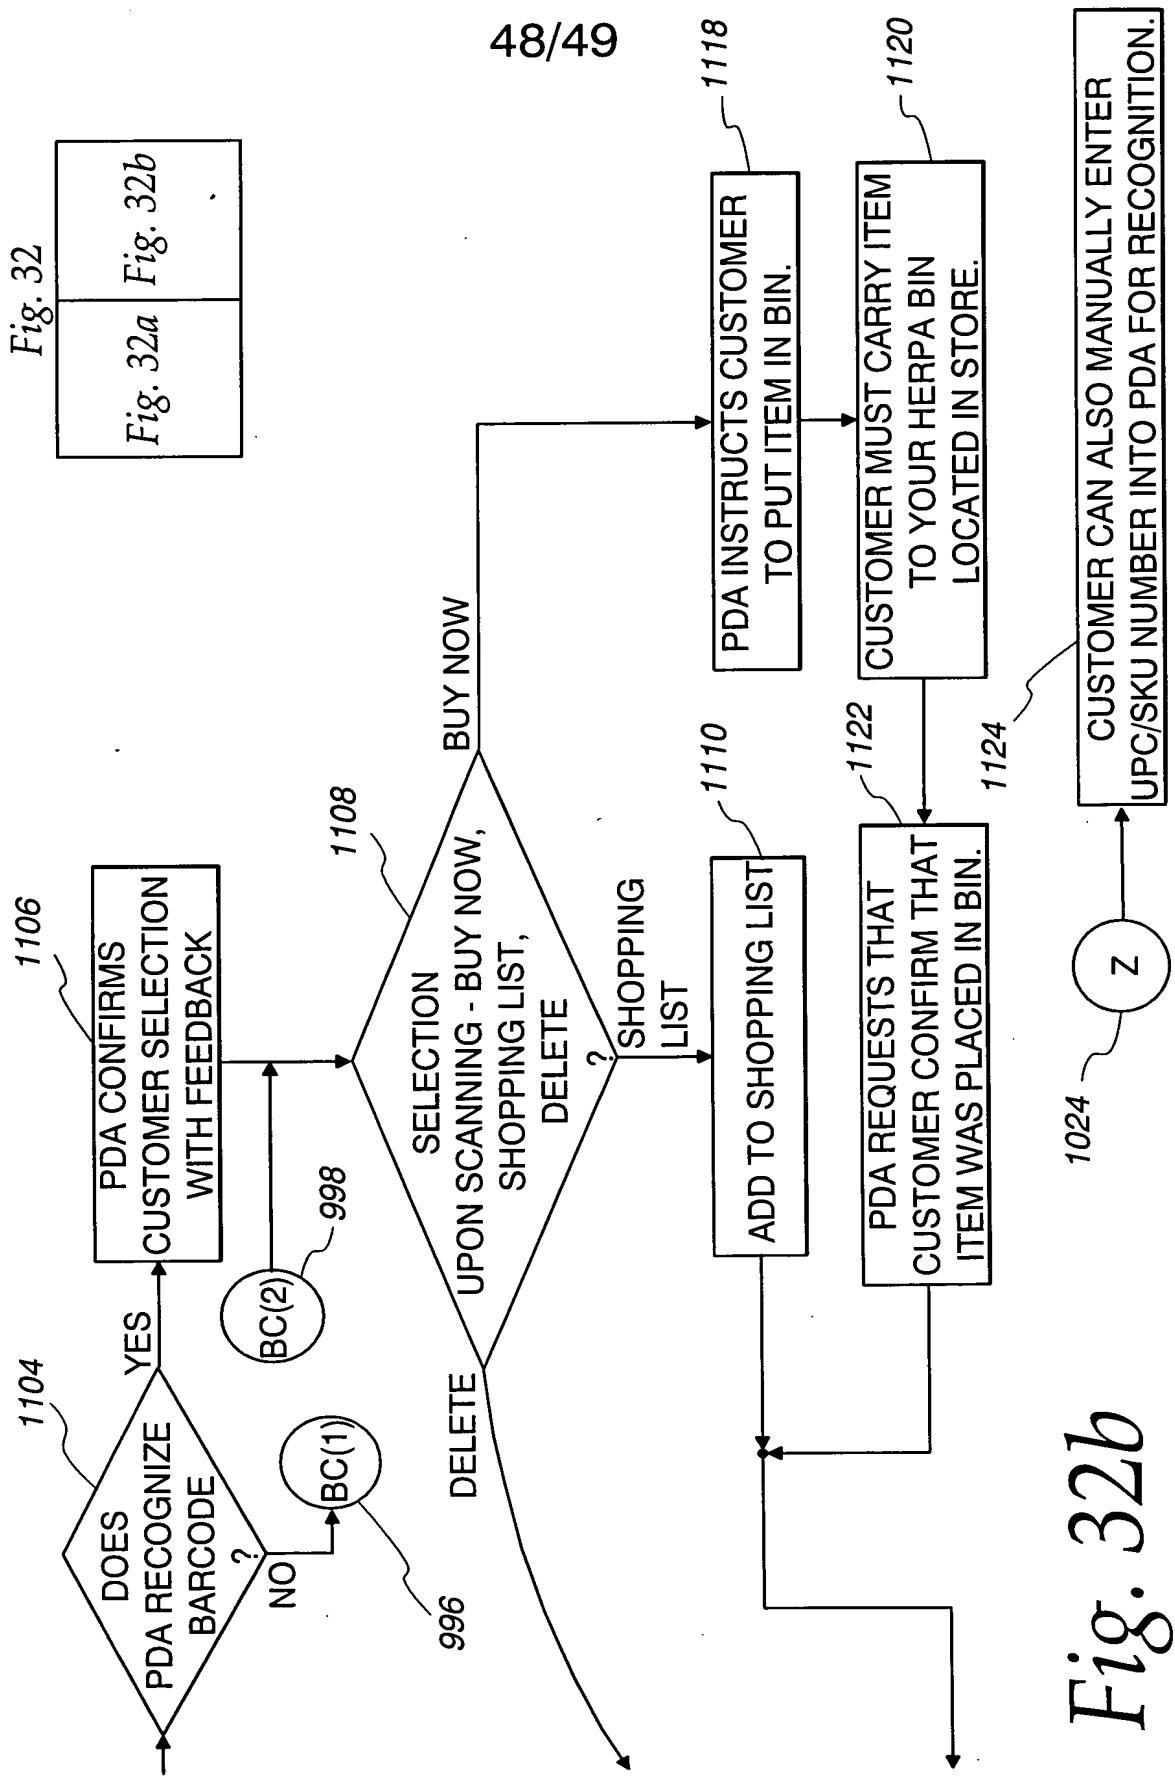 48/49
Fig. 32
Fig. 32a
Fig. 32b
1104
DOES
PDA RECOGNIZE
BARCODE
?
YES
NO
BC(1)
996
1106
PDA CONFIRMS
CUSTOMER SELECTION
WITH FEEDBACK
BC(2)
998
1108
SELECTION
UPON SCANNING - BUY NOW,
SHOPPING LIST,
DELETE
?
DELETE
SHOPPING
LIST
BUY NOW
1110
ADD TO SHOPPING LIST
1118
PDA INSTRUCTS CUSTOMER
TO PUT ITEM IN BIN.
1120
CUSTOMER MUST CARRY ITEM
TO YOUR HERPA BIN
LOCATED IN STORE.
1122
PDA REQUESTS THAT
CUSTOMER CONFIRM THAT
ITEM WAS PLACED IN BIN.
1024
Z
1124
CUSTOMER CAN ALSO MANUALLY ENTER
UPC/SKU NUMBER INTO PDA FOR RECOGNITION.
Fig. 32b